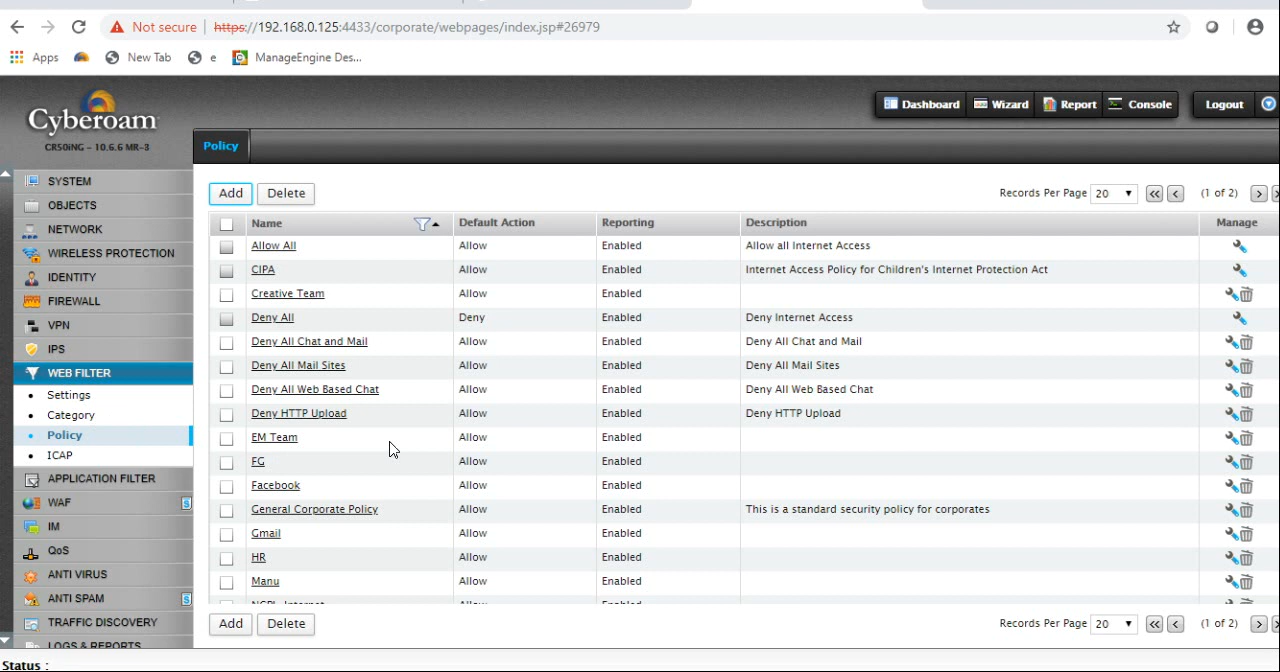 Not secure | https://192.168.0.125:4433/corporate/webpages/index.jsp#26979
Apps New Tab e ManageEngine Des...
Cyberoam
CR50iNG - 10.6.6 MR-3
Dashboard Wizard Report Console Logout
Policy
SYSTEM
OBJECTS
NETWORK
WIRELESS PROTECTION
IDENTITY
FIREWALL
VPN
IPS
WEB FILTER
• Settings
• Category
• Policy
• ICAP
APPLICATION FILTER
WAF S
IM
QoS
ANTI VIRUS
ANTI SPAM S
TRAFFIC DISCOVERY
LOGS & REPORTS
Add Delete Records Per Page 20 (1 of 2)
Name Default Action Reporting Description Manage
Allow All Allow Enabled Allow all Internet Access
CIPA Allow Enabled Internet Access Policy for Children's Internet Protection Act
Creative Team Allow Enabled
Deny All Deny Enabled Deny Internet Access
Deny All Chat and Mail Allow Enabled Deny All Chat and Mail
Deny All Mail Sites Allow Enabled Deny All Mail Sites
Deny All Web Based Chat Allow Enabled Deny All Web Based Chat
Deny HTTP Upload Allow Enabled Deny HTTP Upload
EM Team Allow Enabled
FG Allow Enabled
Facebook Allow Enabled
General Corporate Policy Allow Enabled This is a standard security policy for corporates
Gmail Allow Enabled
HR Allow Enabled
Manu Allow Enabled
Add Delete Records Per Page 20 (1 of 2)
Status :